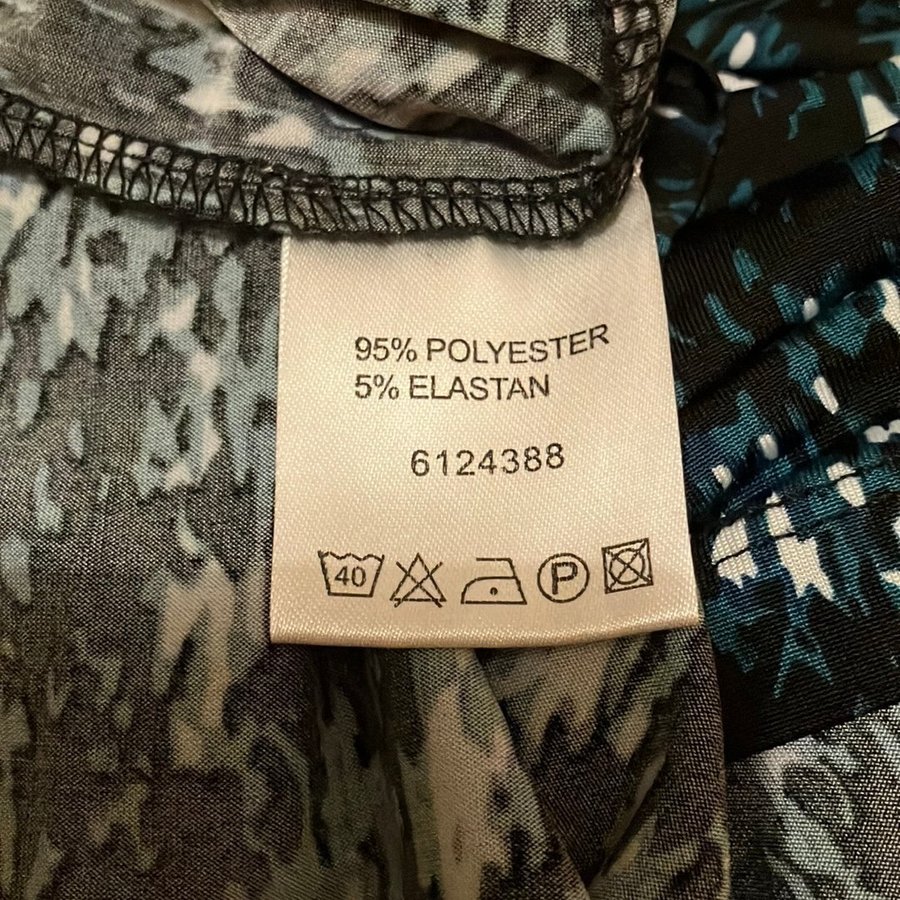 95% POLYESTER
5% ELASTAN
6124388
40 P